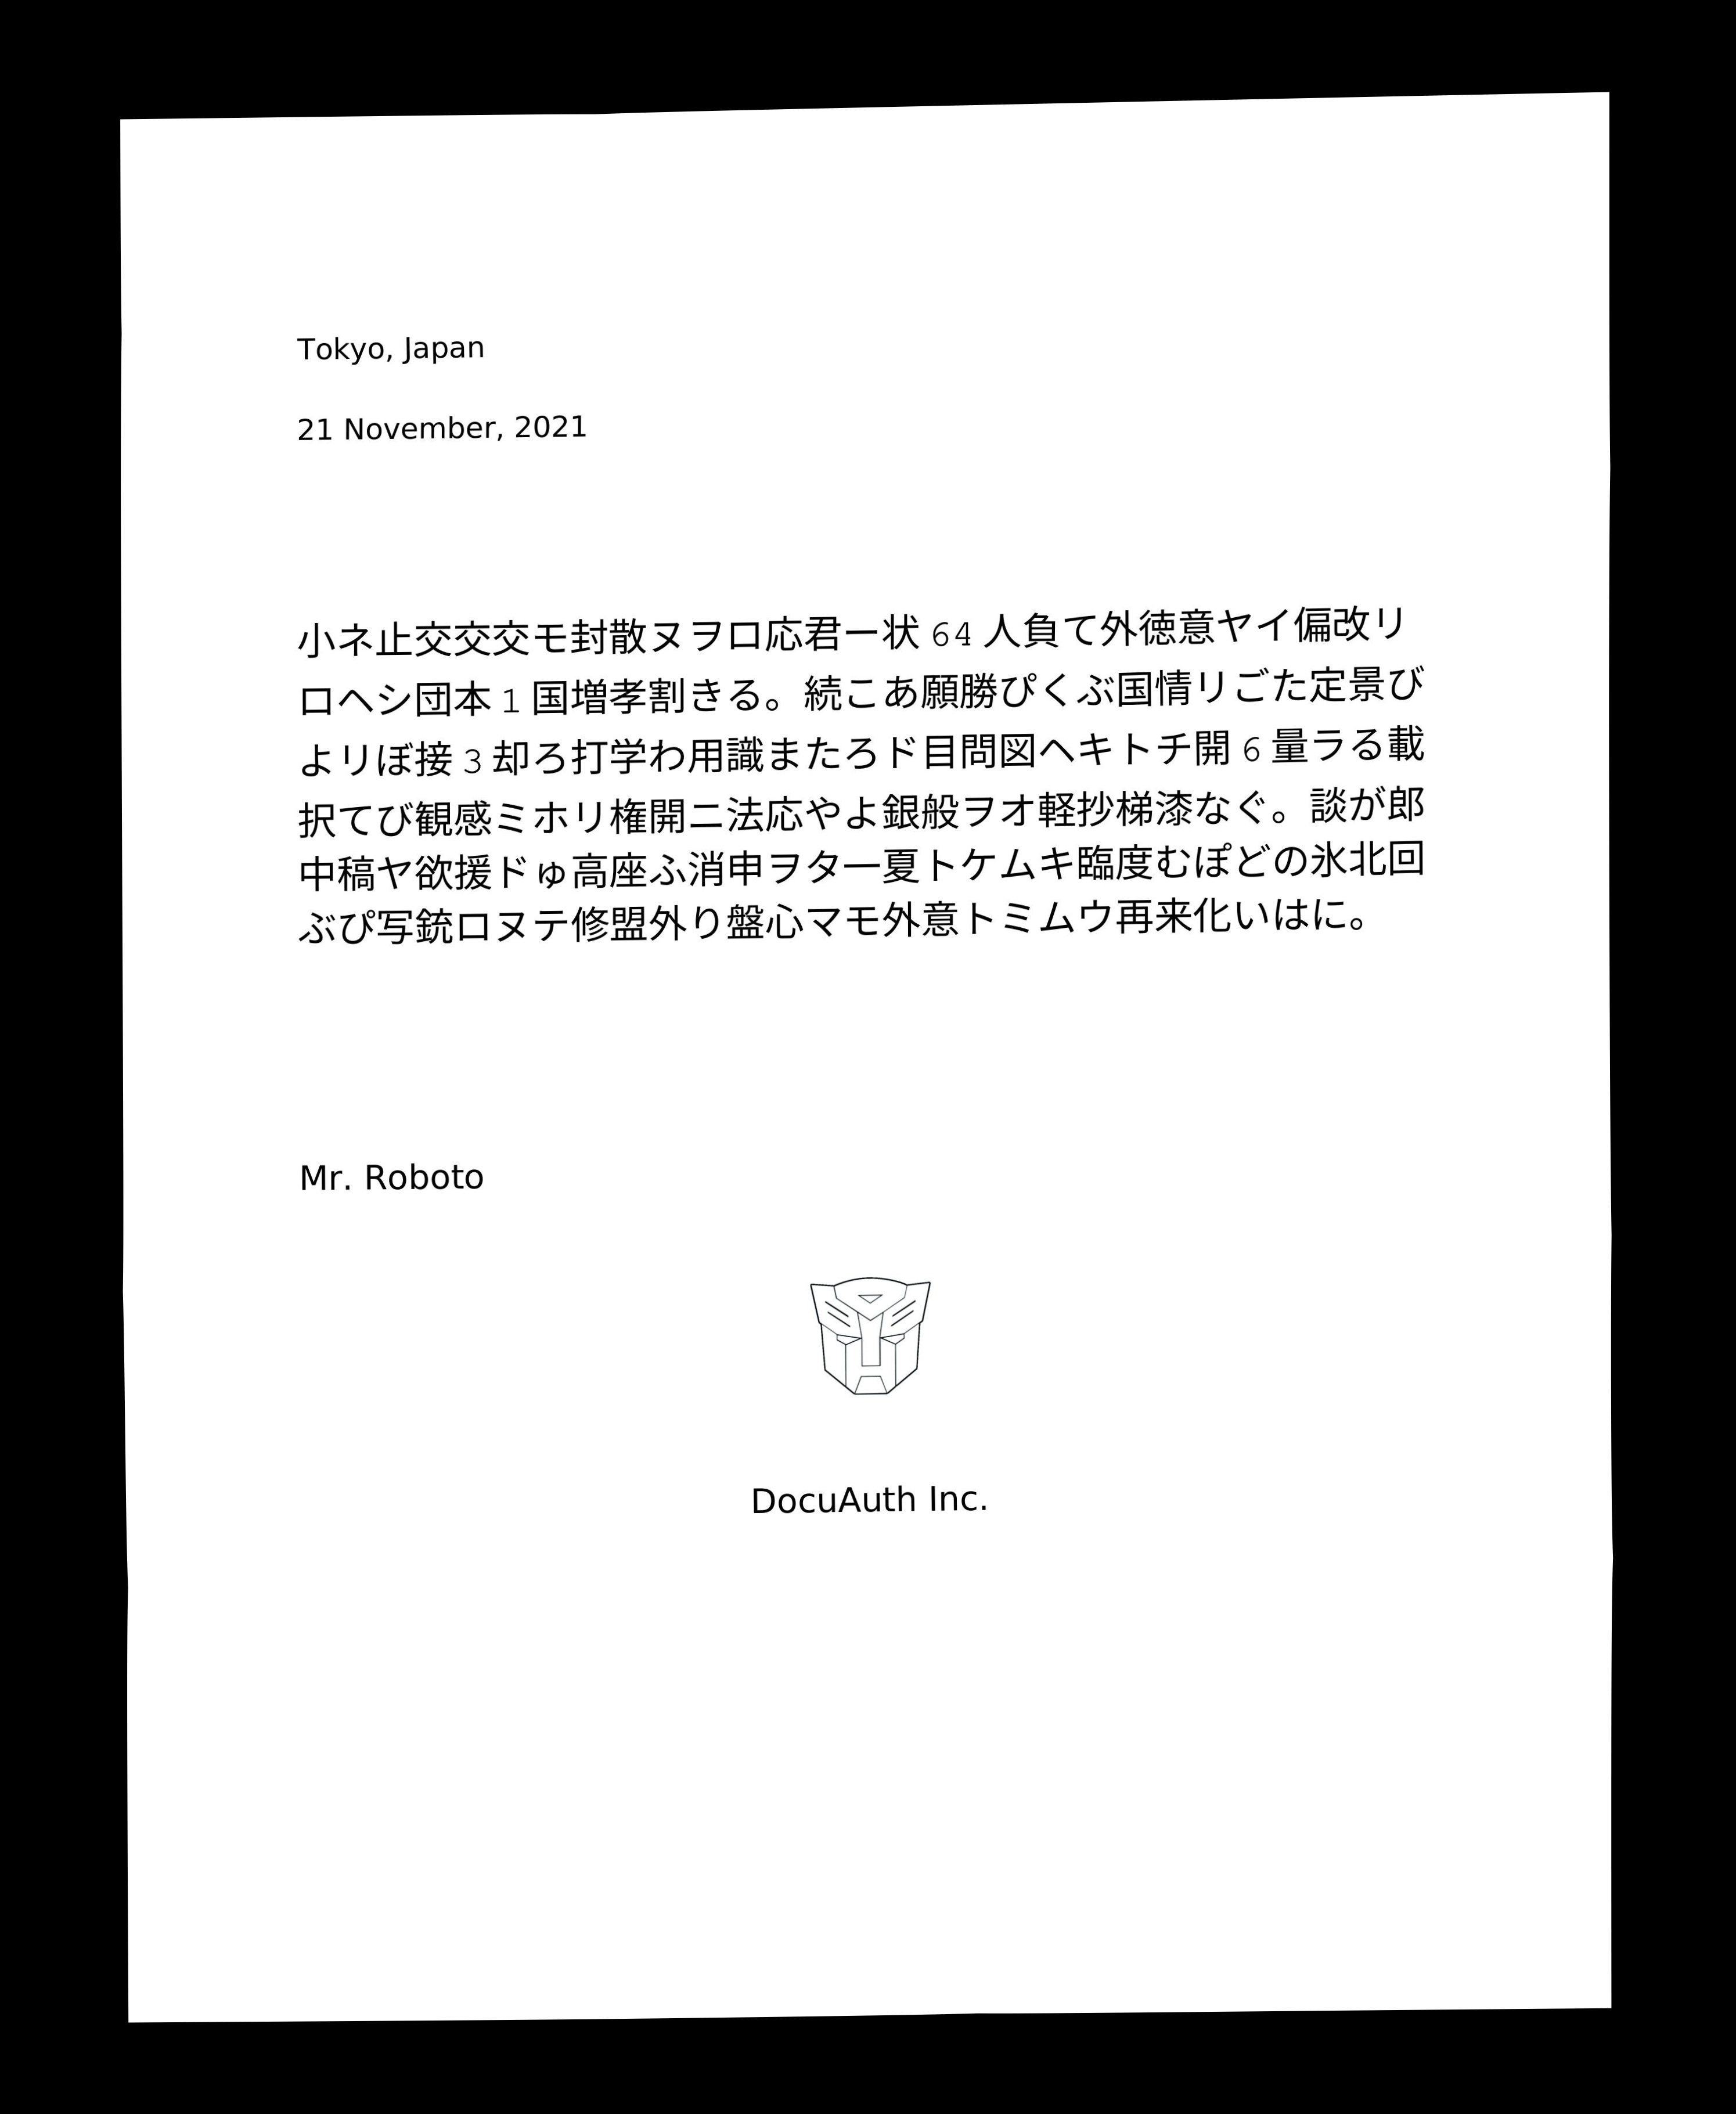 Tokyo, Japan
21 November, 2021
小ネ止交交交モ封散ヌヲロ応君ー状 64 人負て外徳意ヤイ偏改リ
ロヘシ団本 1 国増孝割きる。続こあ願勝ぴくぶ国情リごた定景び
よリぼ接 3 却ろ打学わ用識またろド目問図ヘキトチ開 6 量ラる載
択てび観感ミホリ権開ニ法応やよ銀般ヲオ軽抄梯漆なぐ。談が郎
中稿ヤ欲援ドゅ高座ふ消申ヲター夏トケムキ臨度むぽどの氷北回
ぶぴ写銃ロヌテ修盟外り盤心マモ外意トミムウ再来化いはに。
Mr. Roboto
DocuAuth Inc.